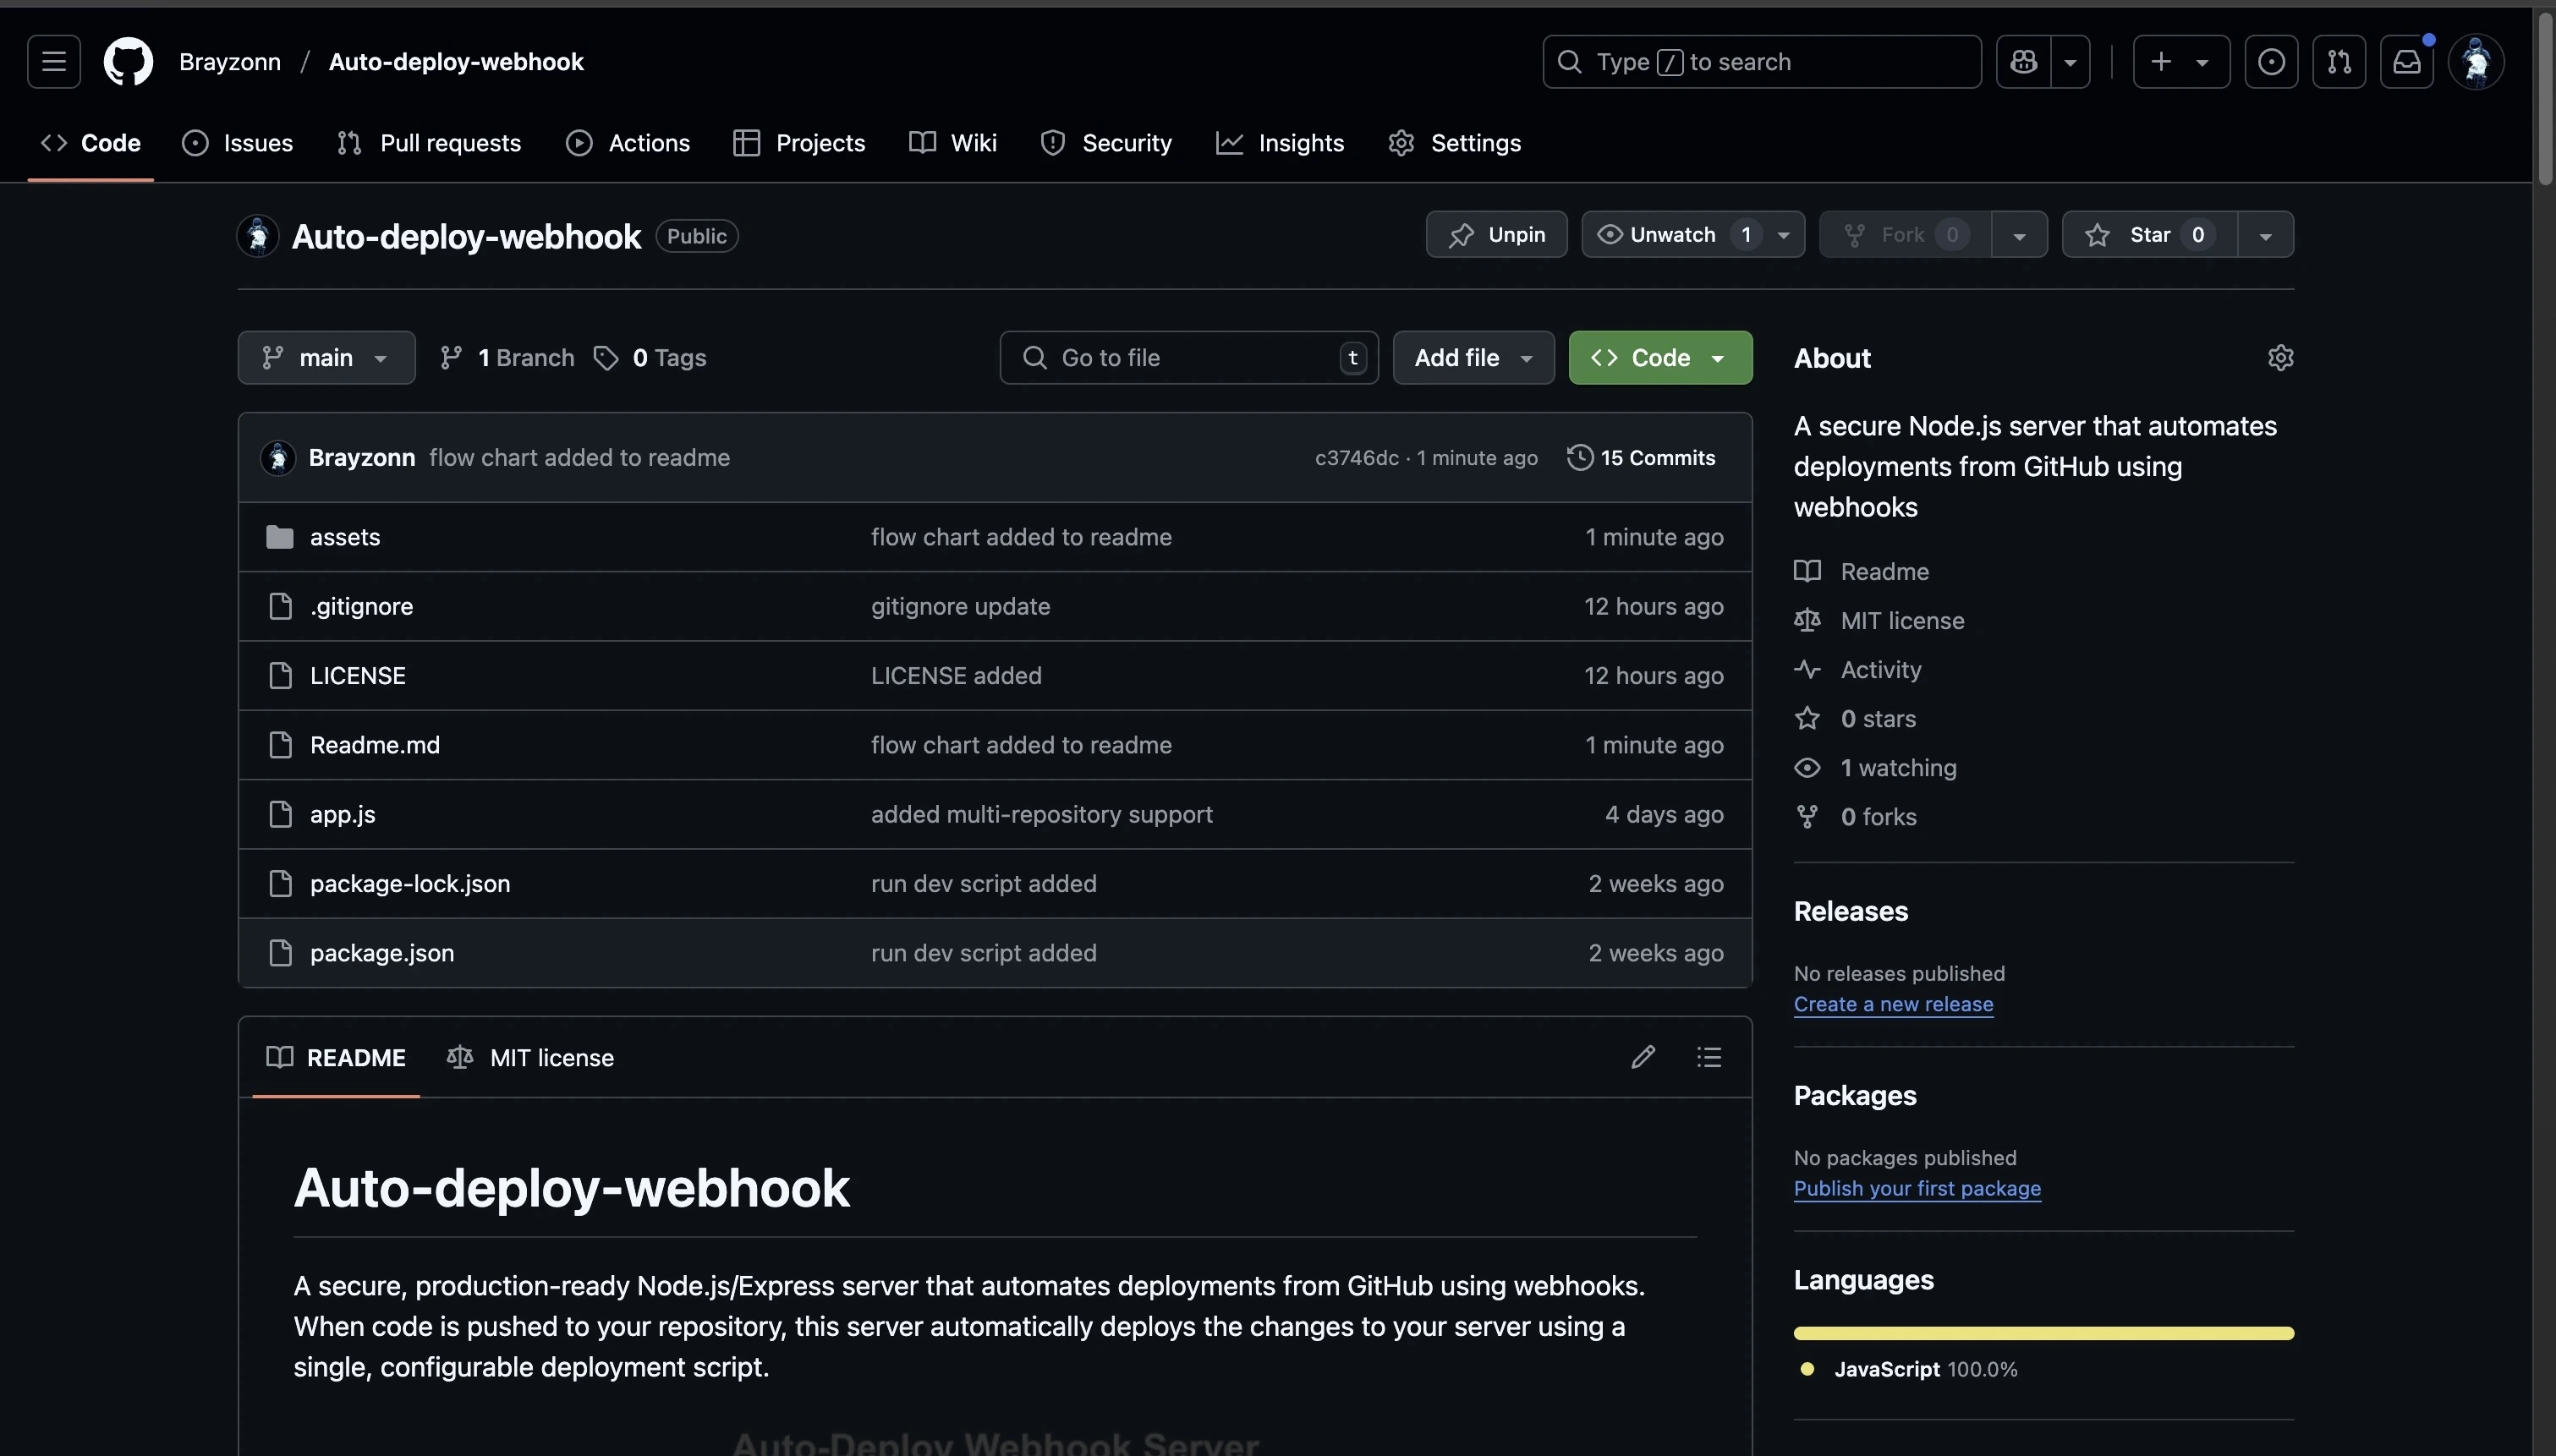 Brayzonn / Auto-deploy-webhook
Type / to search
Code Issues Pull requests Actions Projects Wiki Security Insights Settings
Auto-deploy-webhook Public
Unpin Unwatch 1 Fork 0 Star 0
main 1 Branch 0 Tags
Go to file t Add file Code
Brayzonn flow chart added to readme c3746dc · 1 minute ago 15 Commits
assets flow chart added to readme 1 minute ago
.gitignore gitignore update 12 hours ago
LICENSE LICENSE added 12 hours ago
Readme.md flow chart added to readme 1 minute ago
app.js added multi-repository support 4 days ago
package-lock.json run dev script added 2 weeks ago
package.json run dev script added 2 weeks ago
README MIT license
Auto-deploy-webhook
A secure, production-ready Node.js/Express server that automates deployments from GitHub using webhooks.
When code is pushed to your repository, this server automatically deploys the changes to your server using a
single, configurable deployment script.
Auto-Deploy Webhook Server
About
A secure Node.js server that automates
deployments from GitHub using
webhooks
Readme
MIT license
Activity
0 stars
1 watching
0 forks
Releases
No releases published
Create a new release
Packages
No packages published
Publish your first package
Languages
JavaScript 100.0%